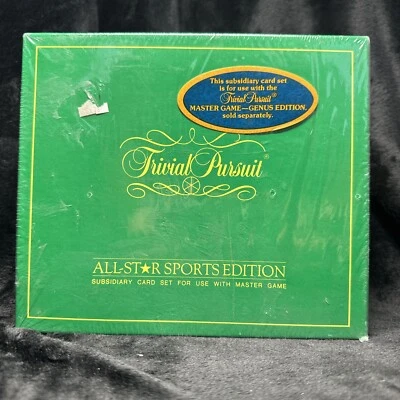 This subsidiary card set
is for use with the
Trivial Pursuit®
MASTER GAME—GENUS EDITION,
sold separately.
Trivial Pursuit®
ALL-ST★R SPORTS EDITION
SUBSIDIARY CARD SET FOR USE WITH MASTER GAME